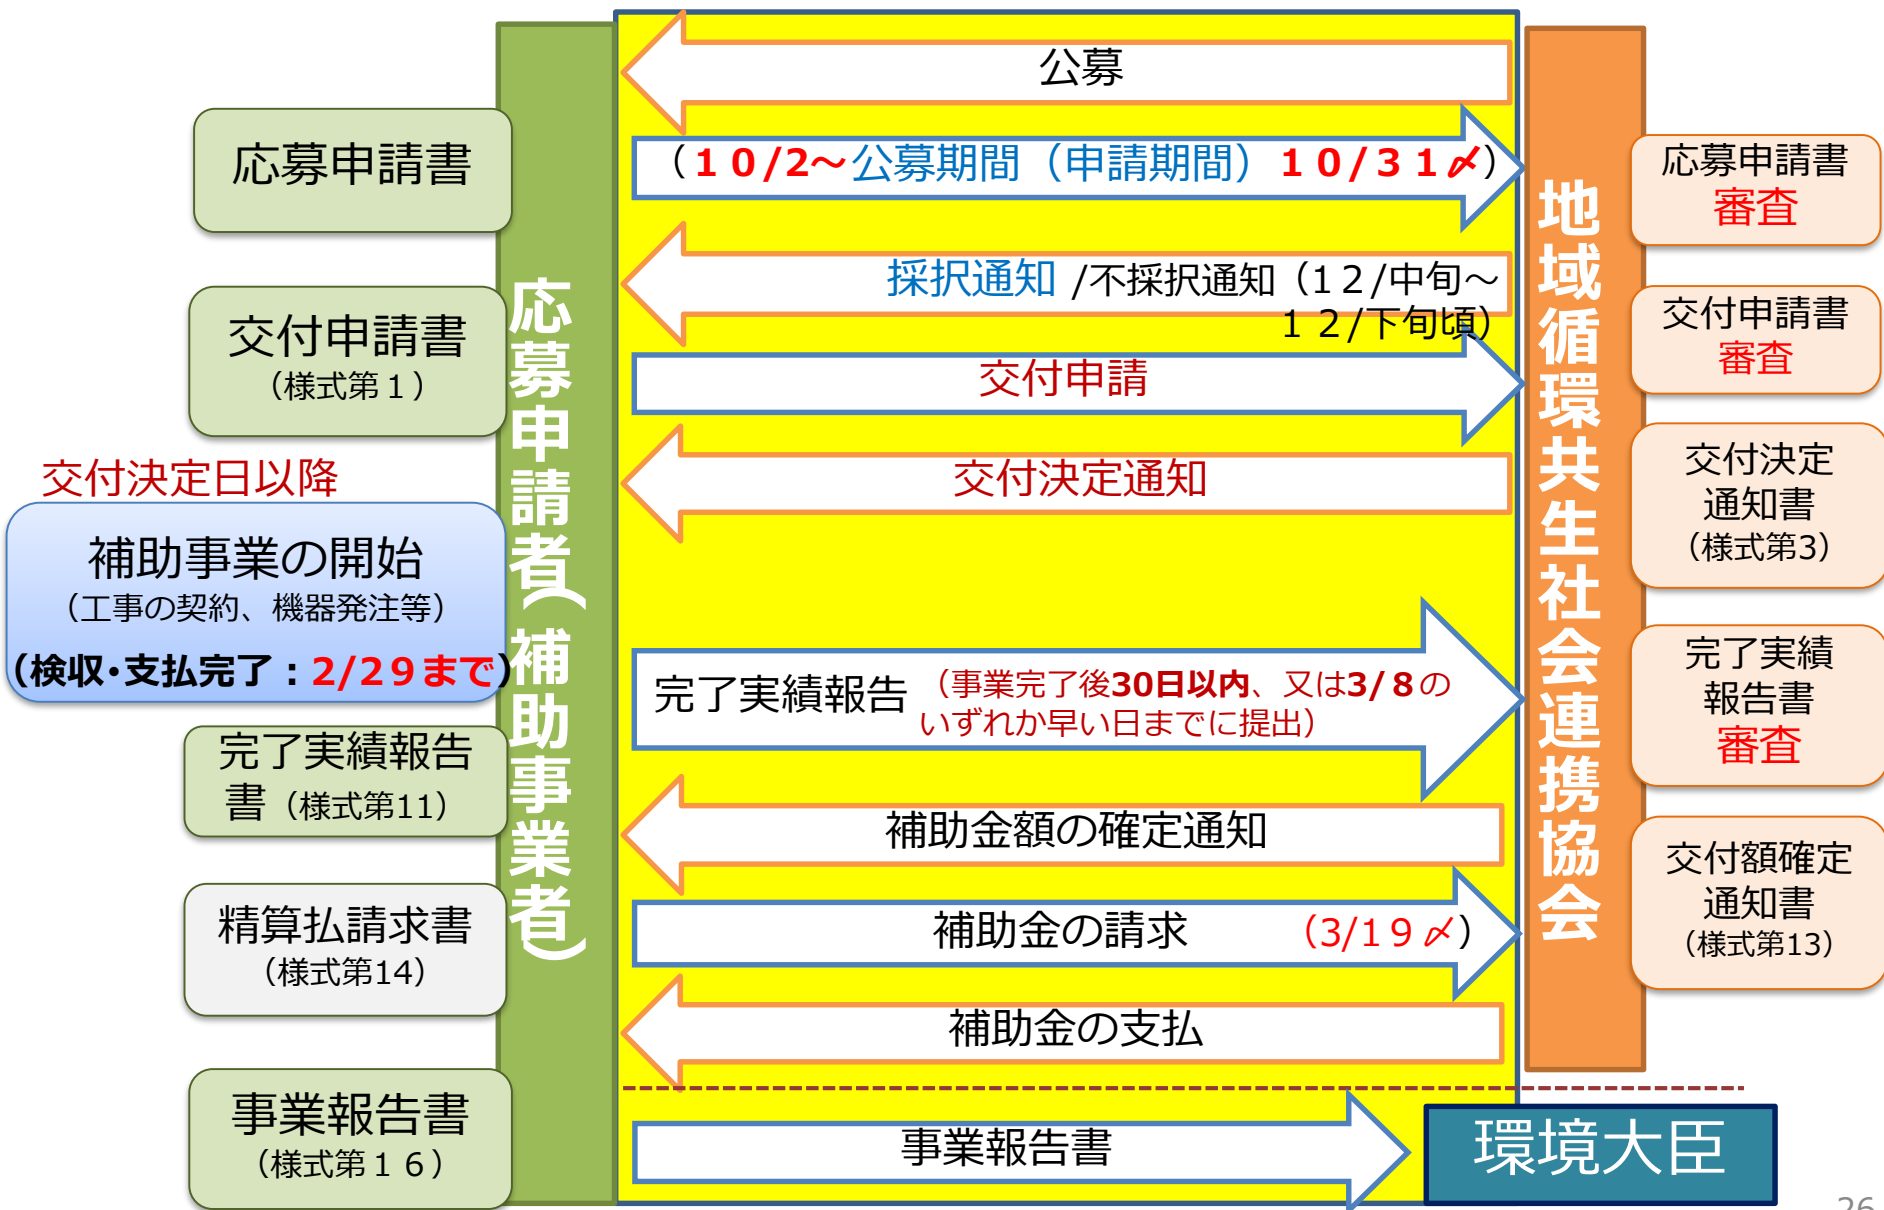 公募
応募申請書
（１０/2～公募期間（申請期間）１０/３１〆）
応募申請書
審査
採択通知 /不採択通知（１２/中旬～
１２/下旬頃）
交付申請書
（様式第１）
交付申請
交付申請書
審査
交付決定通知
交付決定
通知書
（様式第3）
交付決定日以降
補助事業の開始
（工事の契約、機器発注等）
（検収・支払完了：2/２９まで）
完了実績報告
（事業完了後30日以内、又は3/８の
いずれか早い日までに提出）
完了実績
報告書
審査
完了実績報告
書（様式第11）
補助金額の確定通知
交付額確定
通知書
（様式第13）
精算払請求書
（様式第14）
補助金の請求 （3/１９〆）
補助金の支払
事業報告書
（様式第１６）
事業報告書
環境大臣
応募申請者（補助事業者）
地域循環共生社会連携協会
26